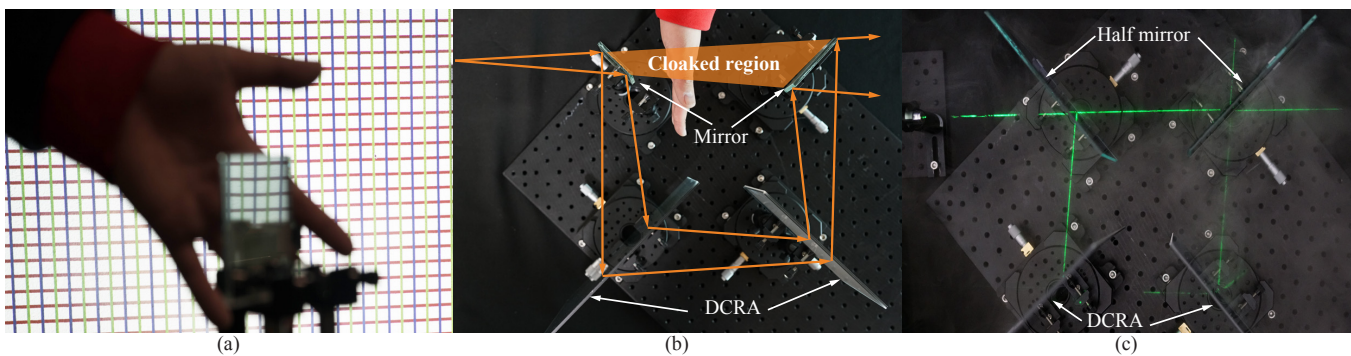 Half mirror
Cloaked region
Mirror
DCRA
DCRA
(a)
(b)
(c)